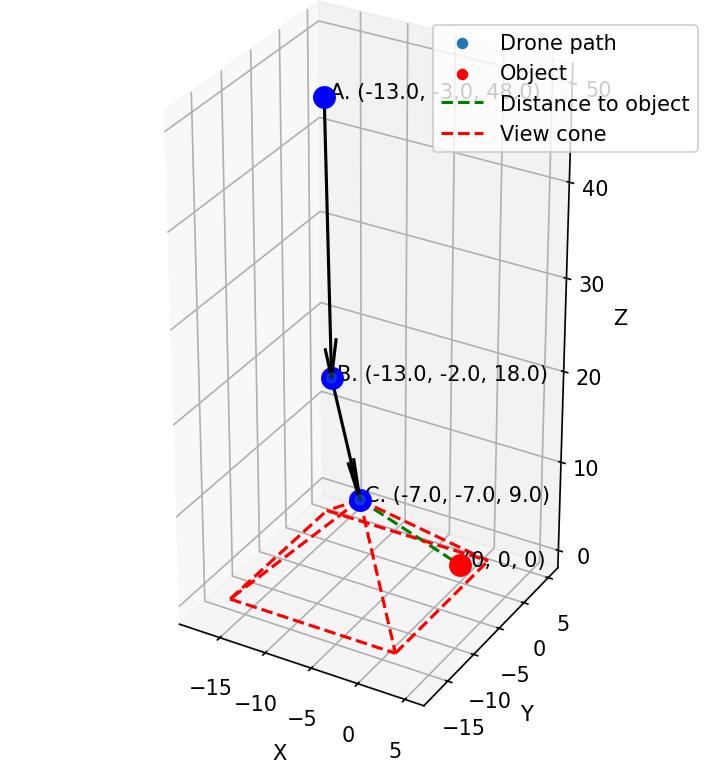 Drone path
Object
Distance to object
View cone
A. (-13.0, -3.0, 48.0)
B. (-13.0, -2.0, 18.0)
C. (-7.0, -7.0, 9.0)
(0, 0, 0)
50
40
30
20
10
0
Z
5
0
−5
−10
−15
Y
−15
−10
−5
0
5
X